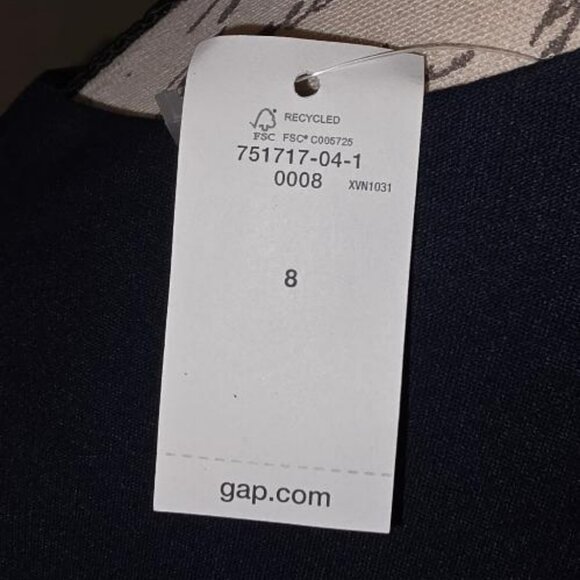 RECYCLED
FSC FSC® C005725
751717-04-1
0008 XVN1031
8
gap.com